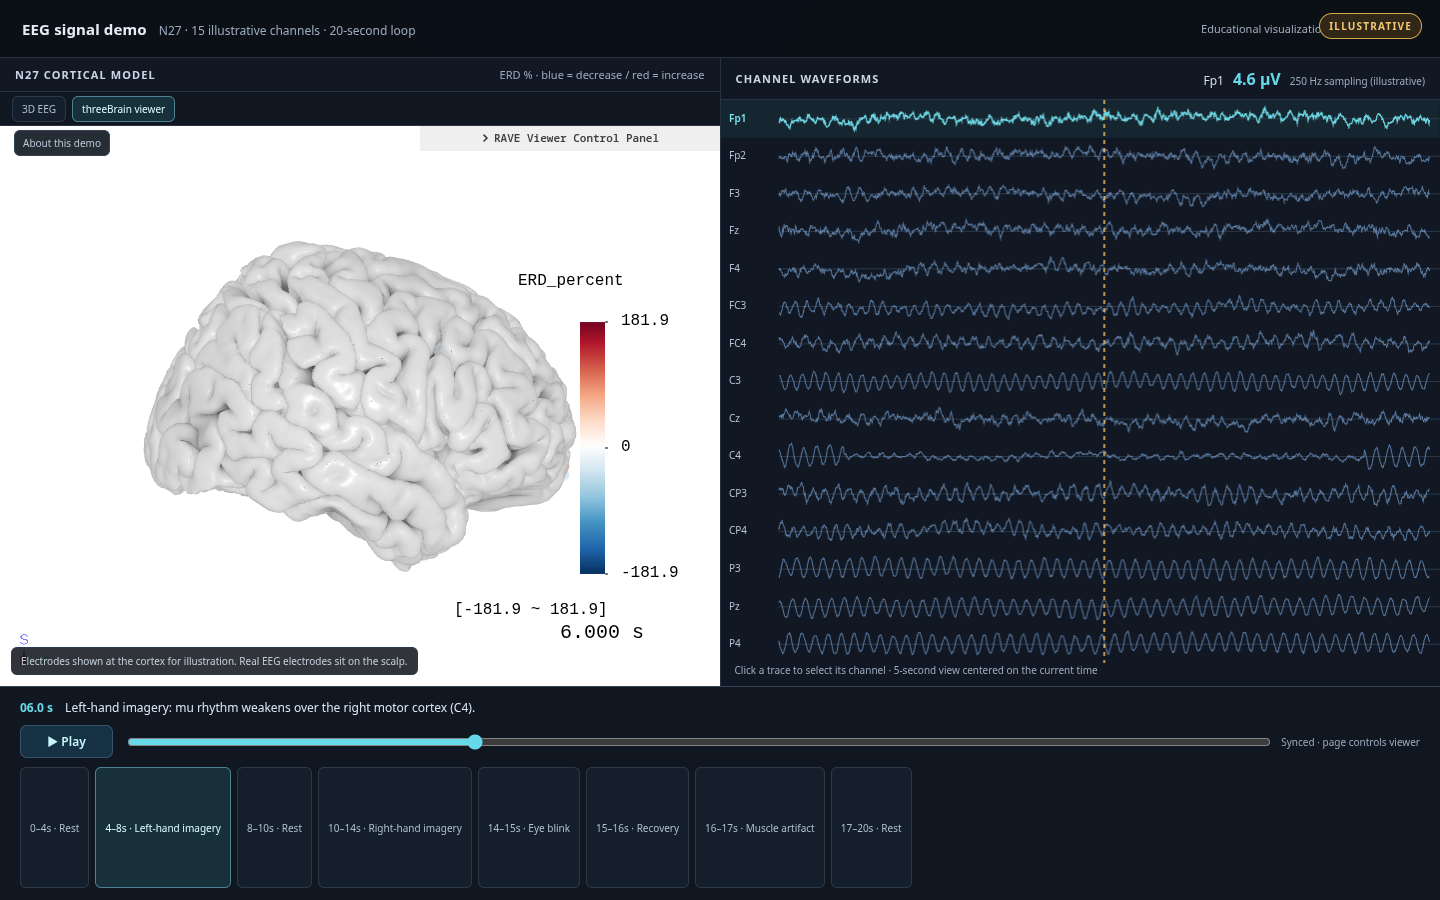 EEG signal demo N27 · 15 illustrative channels · 20-second loop
Educational ILLUSTRATIVE
N27 CORTICAL MODEL
ERD % · blue = decrease / red = increase
3D EEG
threeBrain viewer
About this demo
RAVE Viewer Control Panel
ERD_percent
181.9
0
-181.9
[-181.9 ~ 181.9]
6.000 s
S
Electrodes shown at the cortex for illustration. Real EEG electrodes sit on the scalp.
CHANNEL WAVEFORMS
Fp1 4.6 µV 250 Hz sampling (illustrative)
Fp1
Fp2
F3
Fz
F4
FC3
FC4
C3
Cz
C4
CP3
CP4
P3
Pz
P4
Click a trace to select its channel · 5-second view centered on the current time
06.0 s Left-hand imagery: mu rhythm weakens over the right motor cortex (C4).
Play
Synced · page controls viewer
0–4s · Rest
4–8s · Left-hand imagery
8–10s · Rest
10–14s · Right-hand imagery
14–15s · Eye blink
15–16s · Recovery
16–17s · Muscle artifact
17–20s · Rest